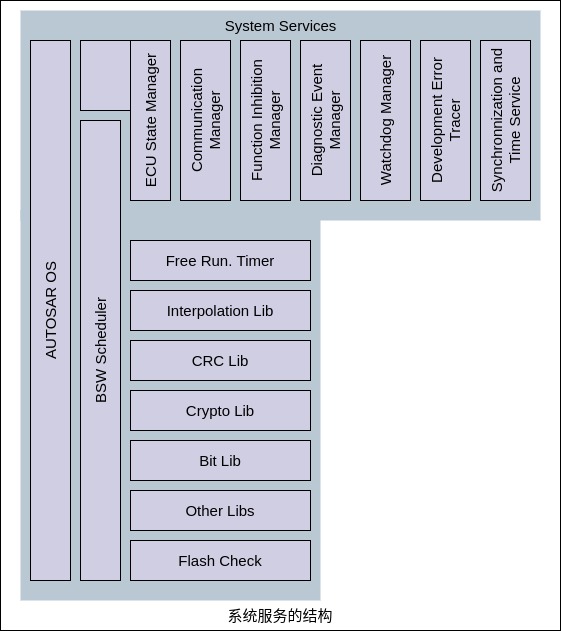 System Services
AUTOSAR OS
BSW Scheduler
ECU State Manager
Communication
Manager
Function Inhibition
Manager
Diagnostic Event
Manager
Watchdog Manager
Development Error
Tracer
Synchronnization and
Time Service
Free Run. Timer
Interpolation Lib
CRC Lib
Crypto Lib
Bit Lib
Other Libs
Flash Check
系统服务的结构